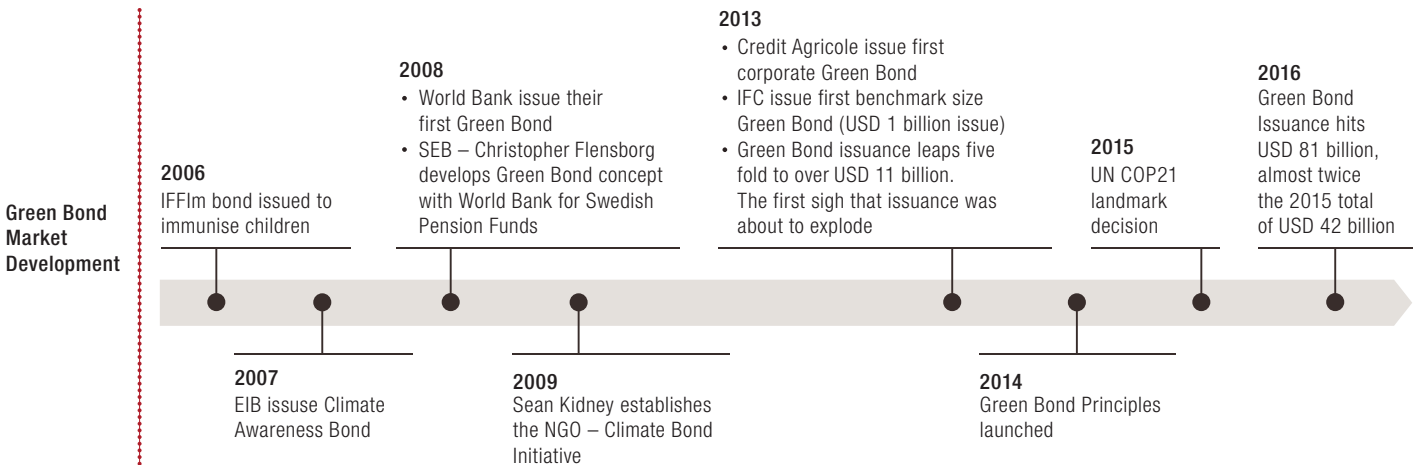 Green Bond
Market
Development
2006
IFFIm bond issued to
immunise children
2007
EIB issuse Climate
Awareness Bond
2008
• World Bank issue their
first Green Bond
• SEB – Christopher Flensborg
develops Green Bond concept
with World Bank for Swedish
Pension Funds
2009
Sean Kidney establishes
the NGO – Climate Bond
Initiative
2013
• Credit Agricole issue first
corporate Green Bond
• IFC issue first benchmark size
Green Bond (USD 1 billion issue)
• Green Bond issuance leaps five
fold to over USD 11 billion.
The first sigh that issuance was
about to explode
2014
Green Bond Principles
launched
2015
UN COP21
landmark
decision
2016
Green Bond
Issuance hits
USD 81 billion,
almost twice
the 2015 total
of USD 42 billion